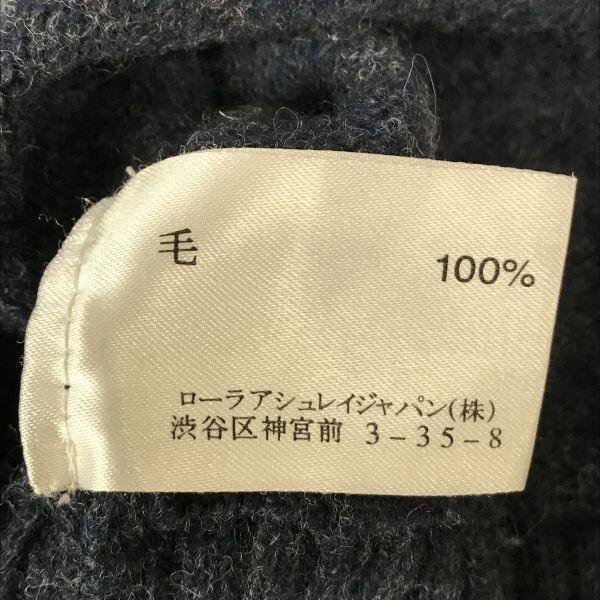 毛 100%
ローラアシュレイジャパン(株)
渋谷区神宮前 3-35-8